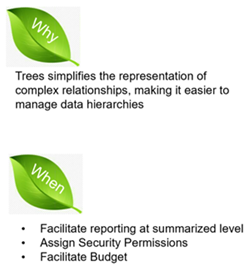 Why
Trees simplifies the representation of
complex relationships, making it easier to
manage data hierarchies
When
• Facilitate reporting at summarized level
• Assign Security Permissions
• Facilitate Budget